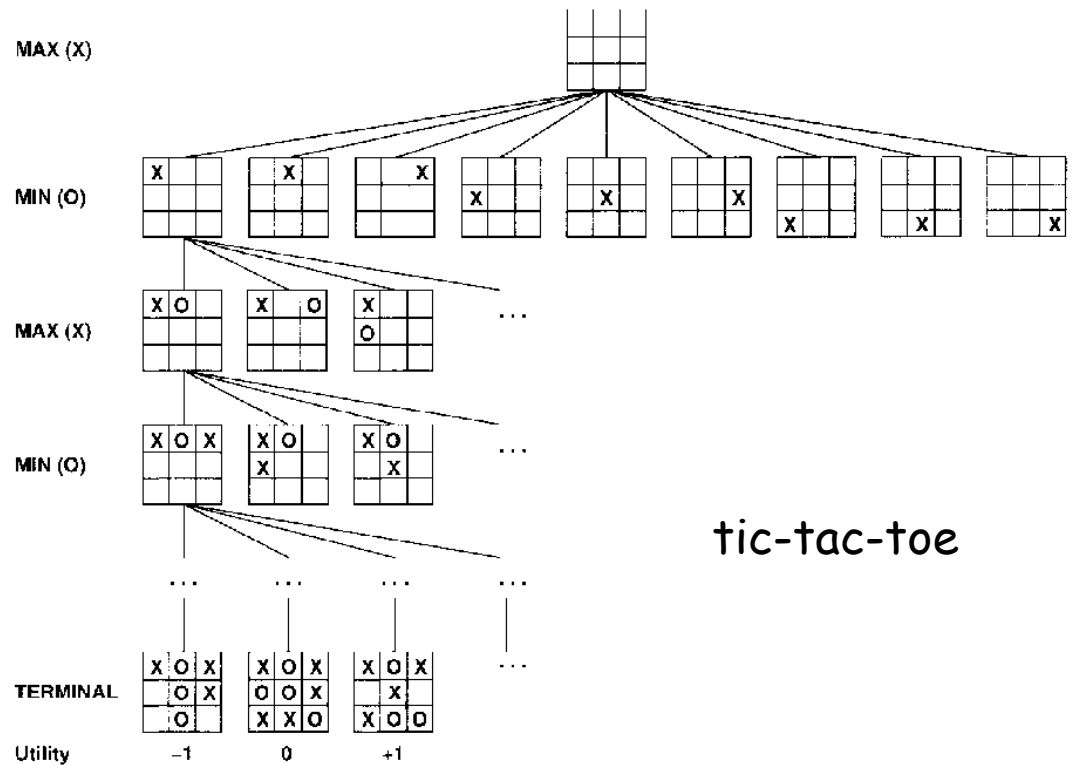 MAX (X)
X X X
MIN (O) X X X
X X X
X O X O X
MAX (X) O ...
X O X X O X O
MIN (O) X X ...
tic-tac-toe
... ... ... ...
X O X X O X X O X ...
TERMINAL O X O O X X
O X X O X O O
Utility –1 0 +1